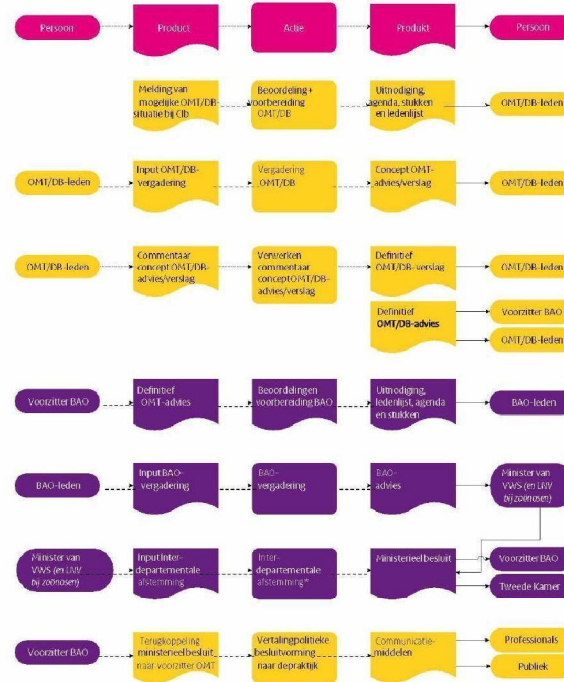 Persoon
Product
Actie
Produkt
Persoon
Melding van
mogelijke OMT/DB-
situatie bij CIb
Beoordeling +
voorbereiding
OMT/DB
Uitnodiging,
agenda, stukken
en ledenlijst
OMT/DB-leden
OMT/DB-leden
Input OMT/DB-
vergadering
Vergadering
OMT/DB
Concept OMT-
advies/verslag
OMT/DB-leden
OMT/DB-leden
Commentaar
concept OMT/DB-
advies/verslag
Verwerken
commentaar
concept OMT/DB-
advies/verslag
Definitief
OMT/DB-verslag
OMT/DB-leden
Definitief
OMT/DB-advies
Voorzitter BAO
OMT/DB-leden
Voorzitter BAO
Definitief
OMT-advies
Beoordelingen
voorbereiding BAO
Uitnodiging,
ledenlijst, agenda
en stukken
BAO-leden
BAO-leden
Input BAO-
vergadering
BAO-
vergadering
BAO-
advies
Minister van
VWS (en LNV
bij zoönosen)
Minister van
VWS (en LNV
bij zoönosen)
Input Inter-
departementale
afstemming
Inter-
departementale
afstemming*
Ministerieel besluit
Voorzitter BAO
Tweede Kamer
Voorzitter BAO
Terugkoppeling
ministerieel besluit
naar voorzitter OMT
Vertaling politieke
besluitvorming
naar de praktijk
Communicatie-
middelen
Professionals
Publiek